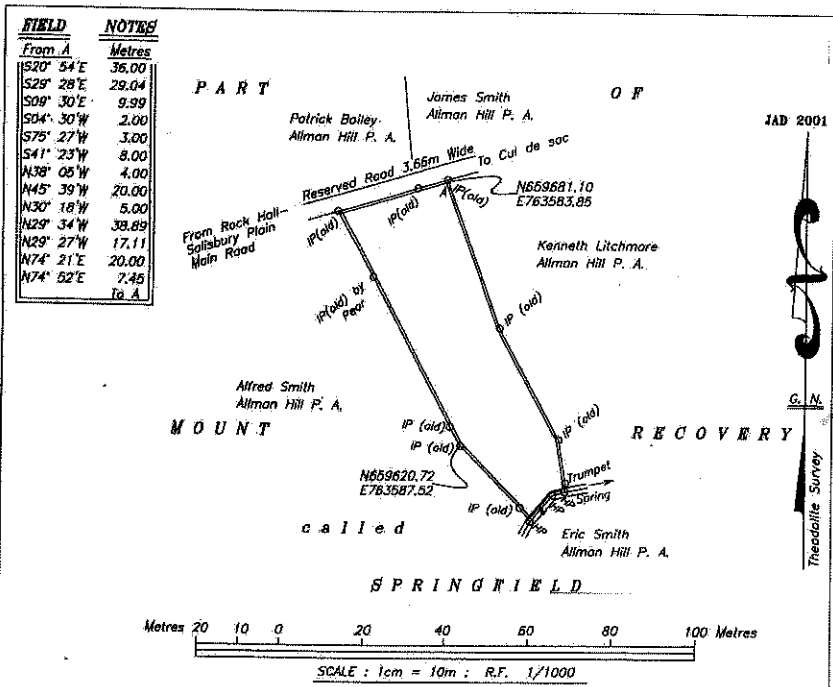 FIELD NOTES
From A Metres
S20° 54'E 36.00
S29° 28'E 29.04
S09° 30'E 9.99
S04° 30'W 2.00
S75° 27'W 3.00
S41° 23'W 8.00
N38° 05'W 4.00
N45° 39'W 20.00
N30° 18'W 5.00
N29° 34'W 38.89
N29° 27'W 17.11
N74° 21'E 20.00
N74° 52'E 7.45
To A
PART OF
James Smith
Allman Hill P. A.
Patrick Bailey
Allman Hill P. A.
JAD 2001
Reserved Road 3.66m Wide
To Cul de sac
From Rock Hall-
Salisbury Plain
Main Road
IP(old)
IP(old)
A IP(old)
N659681.10
E763583.85
Kenneth Litchmore
Allman Hill P. A.
IP(old) by
Pear
IP (old)
Alfred Smith
Allman Hill P. A.
G. N.
MOUNT RECOVERY
IP (old)
IP (old)
IP (old)
N659620.72
E763587.52
Trumpet
Spring
IP (old)
called
Eric Smith
Allman Hill P. A.
Theodolite Survey
SPRINGFIELD
Metres 20 10 0 20 40 60 80 100 Metres
SCALE : 1cm = 10m ; R.F. 1/1000